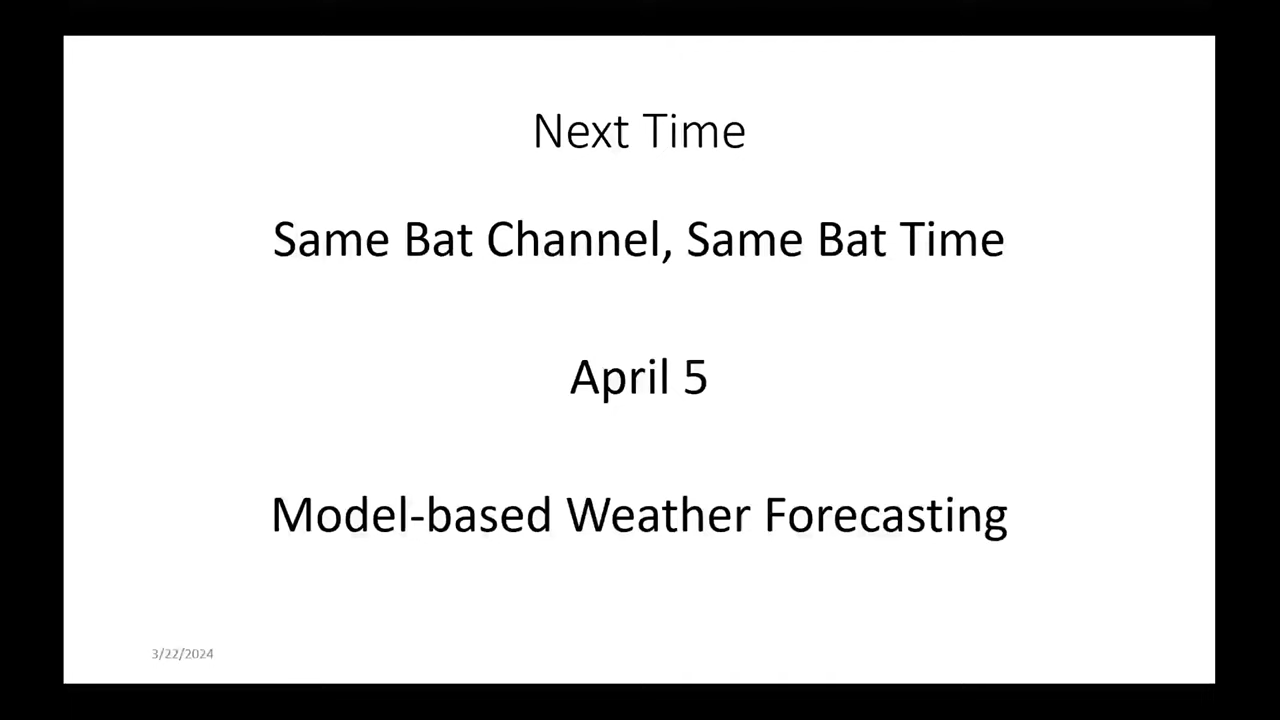 Next Time
Same Bat Channel, Same Bat Time
April 5
Model-based Weather Forecasting
3/22/2024